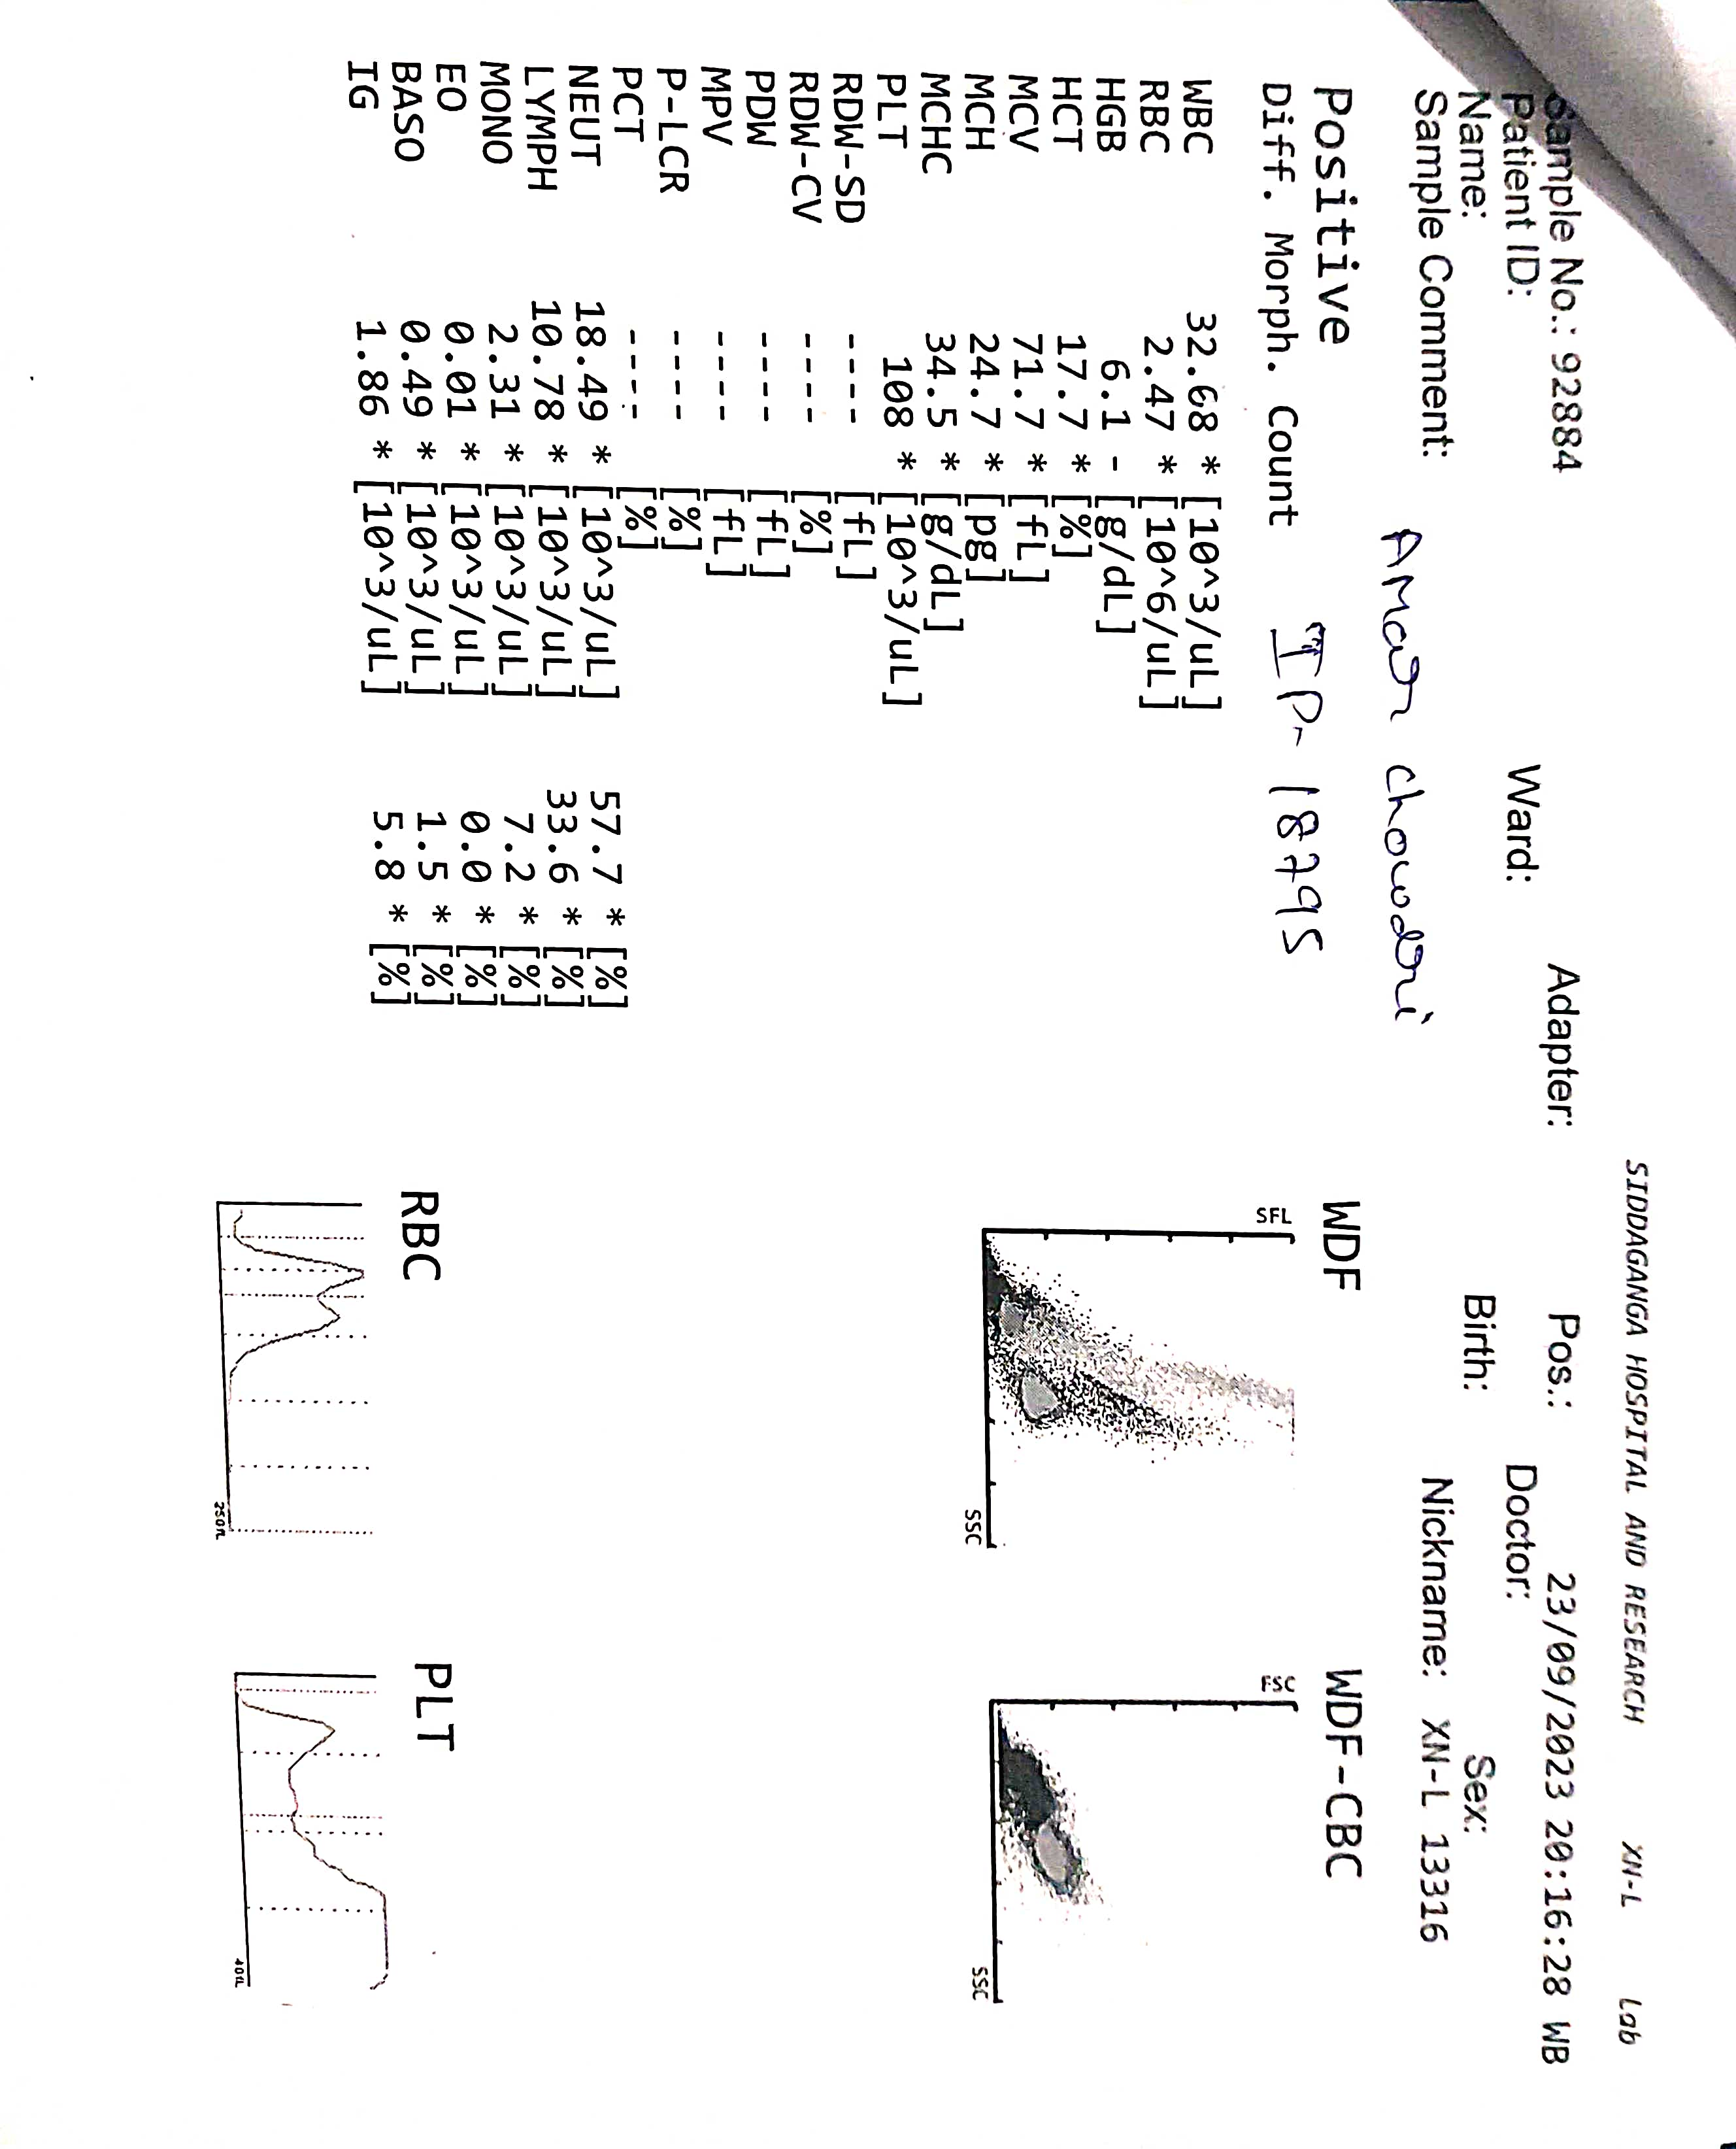 SIDDAGANGA HOSPITAL AND RESEARCH XN-L Lab
Sample No.: 92884 Adapter: Pos.: 23/09/2023 20:16:28 WB
Patient ID: Ward: Doctor:
Name: Birth: Sex:
Sample Comment: Nickname: XN-L 13316
AMar chowdri
Positive
Diff. Morph. Count IP- 18795
WDF WDF-CBC
SFL SSC
FSC SSC
WBC 32.68 * [10^3/uL]
RBC 2.47 * [10^6/uL]
HGB 6.1 - [g/dL]
HCT 17.7 * [%]
MCV 71.7 * [fL]
MCH 24.7 * [pg]
MCHC 34.5 * [g/dL]
PLT 108 * [10^3/uL]
RDW-SD ---- [fL]
RDW-CV ---- [%]
PDW ---- [fL]
MPV ---- [fL]
P-LCR ---- [%]
PCT ---- [%]
NEUT 18.49 * [10^3/uL] 57.7 * [%]
LYMPH 10.78 * [10^3/uL] 33.6 * [%]
MONO 2.31 * [10^3/uL] 7.2 * [%]
EO 0.01 * [10^3/uL] 0.0 * [%]
BASO 0.49 * [10^3/uL] 1.5 * [%]
IG 1.86 * [10^3/uL] 5.8 * [%]
RBC PLT
250fL 40fL